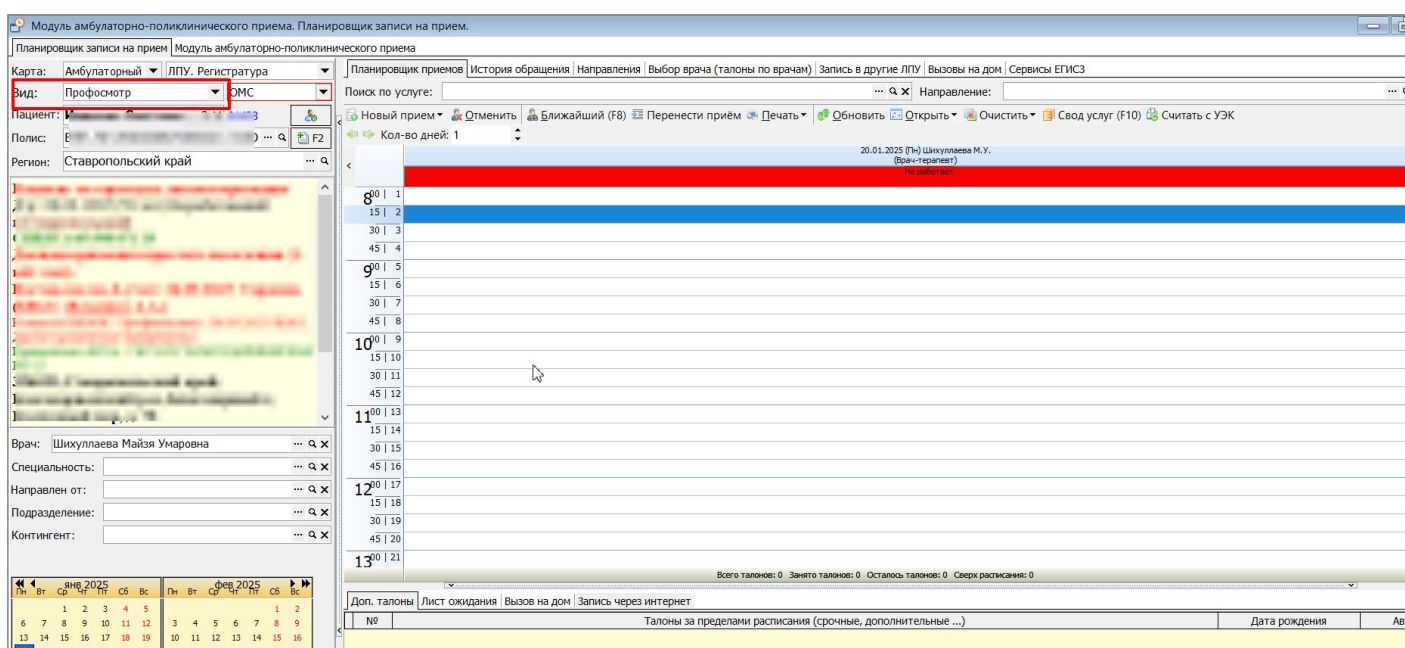 Модуль амбулаторно-поликлинического приема. Планировщик записи на прием.
Планировщик записи на прием Модуль амбулаторно-поликлинического приема
Карта: Амбулаторный ЛПУ. Регистратура
Вид: Профосмотр ОМС
Пациент:
Полис: F2
Регион: Ставропольский край
Врач: Шихуллаева Майзя Умаровна
Специальность:
Направлен от:
Подразделение:
Контингент:
янв 2025 фев 2025
Пн Вт Ср Чт Пт Сб Вс Пн Вт Ср Чт Пт Сб Вс
1 2 3 4 5 1 2
6 7 8 9 10 11 12 3 4 5 6 7 8 9
13 14 15 16 17 18 19 10 11 12 13 14 15 16
Планировщик приемов История обращения Направления Выбор врача (талоны по врачам) Запись в другие ЛПУ Вызовы на дом Сервисы ЕГИСЗ
Поиск по услуге: Направление:
Новый прием Отменить Ближайший (F8) Перенести приём Печать Обновить Открыть Очистить Свод услуг (F10) Считать с УЭК
Кол-во дней: 1
20.01.2025 (Пн) Шихуллаева М.У.
(Врач-терапевт)
Не работает
8 00 | 1
15 | 2
30 | 3
45 | 4
9 00 | 5
15 | 6
30 | 7
45 | 8
10 00 | 9
15 | 10
30 | 11
45 | 12
11 00 | 13
15 | 14
30 | 15
45 | 16
12 00 | 17
15 | 18
30 | 19
45 | 20
13 00 | 21
Всего талонов: 0 Занято талонов: 0 Осталось талонов: 0 Сверх расписания: 0
Доп. талоны Лист ожидания Вызов на дом Запись через интернет
№ Талоны за пределами расписания (срочные, дополнительные ...) Дата рождения Ав